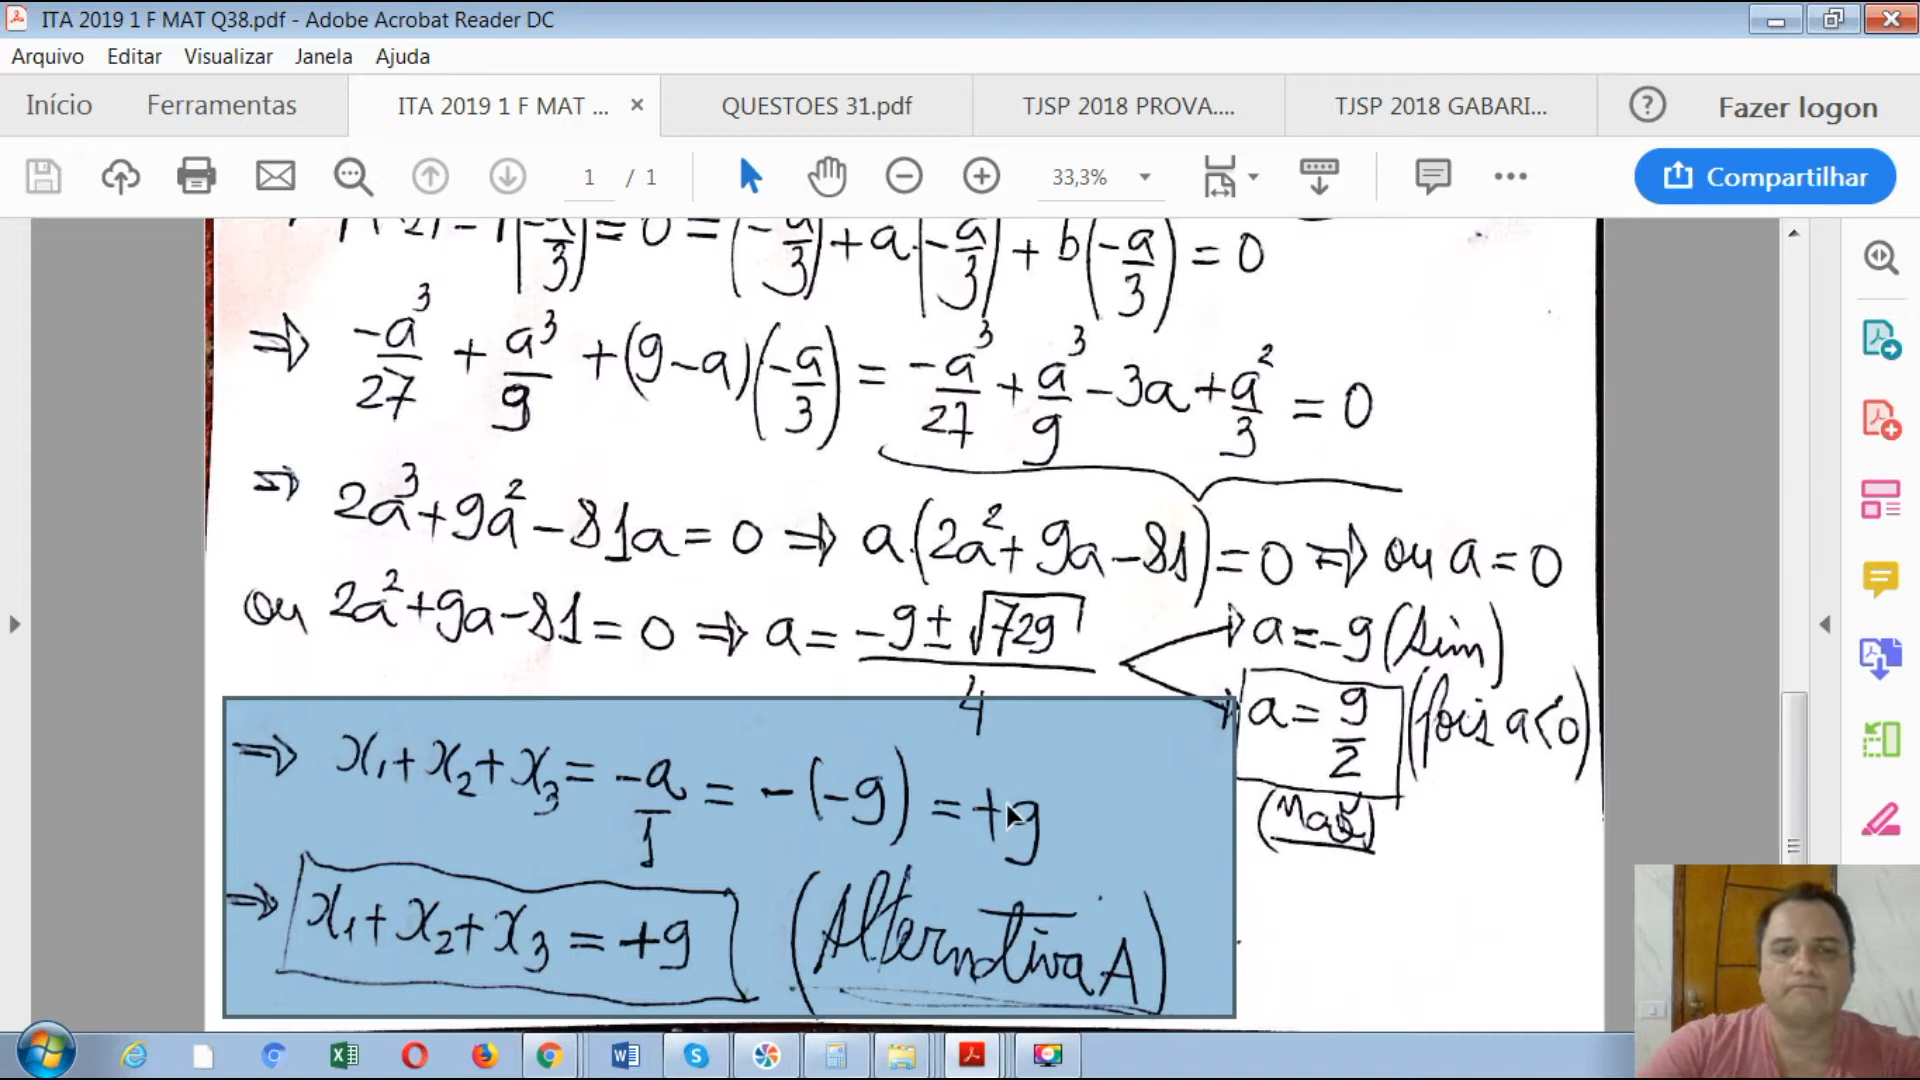 ITA 2019 1 F MAT Q38.pdf - Adobe Acrobat Reader DC
Arquivo Editar Visualizar Janela Ajuda
Início Ferramentas ITA 2019 1 F MAT ... × QUESTOES 31.pdf TJSP 2018 PROVA.... TJSP 2018 GABARI... Fazer logon
1 / 1 33,3% Compartilhar
(-a/3) = 0 = (-a/3) + a·(-a/3) + b(-a/3) = 0
⇒ -a³/27 + a³/9 + (9-a)(-a/3) = -a³/27 + a³/9 - 3a + a²/3 = 0
⇒ 2a³+9a²-81a=0 ⇒ a·(2a²+9a-81)=0 ⇒ ou a=0
ou 2a²+9a-81=0 ⇒ a = (-9 ± √729)/4 → a=-9 (Sim)
→ a = 9/2 (pois a<0)
⇒ x₁+x₂+x₃ = -a/1 = -(-9) = +9
(Não)
⇒ x₁+x₂+x₃ = +9 (Alternativa A)